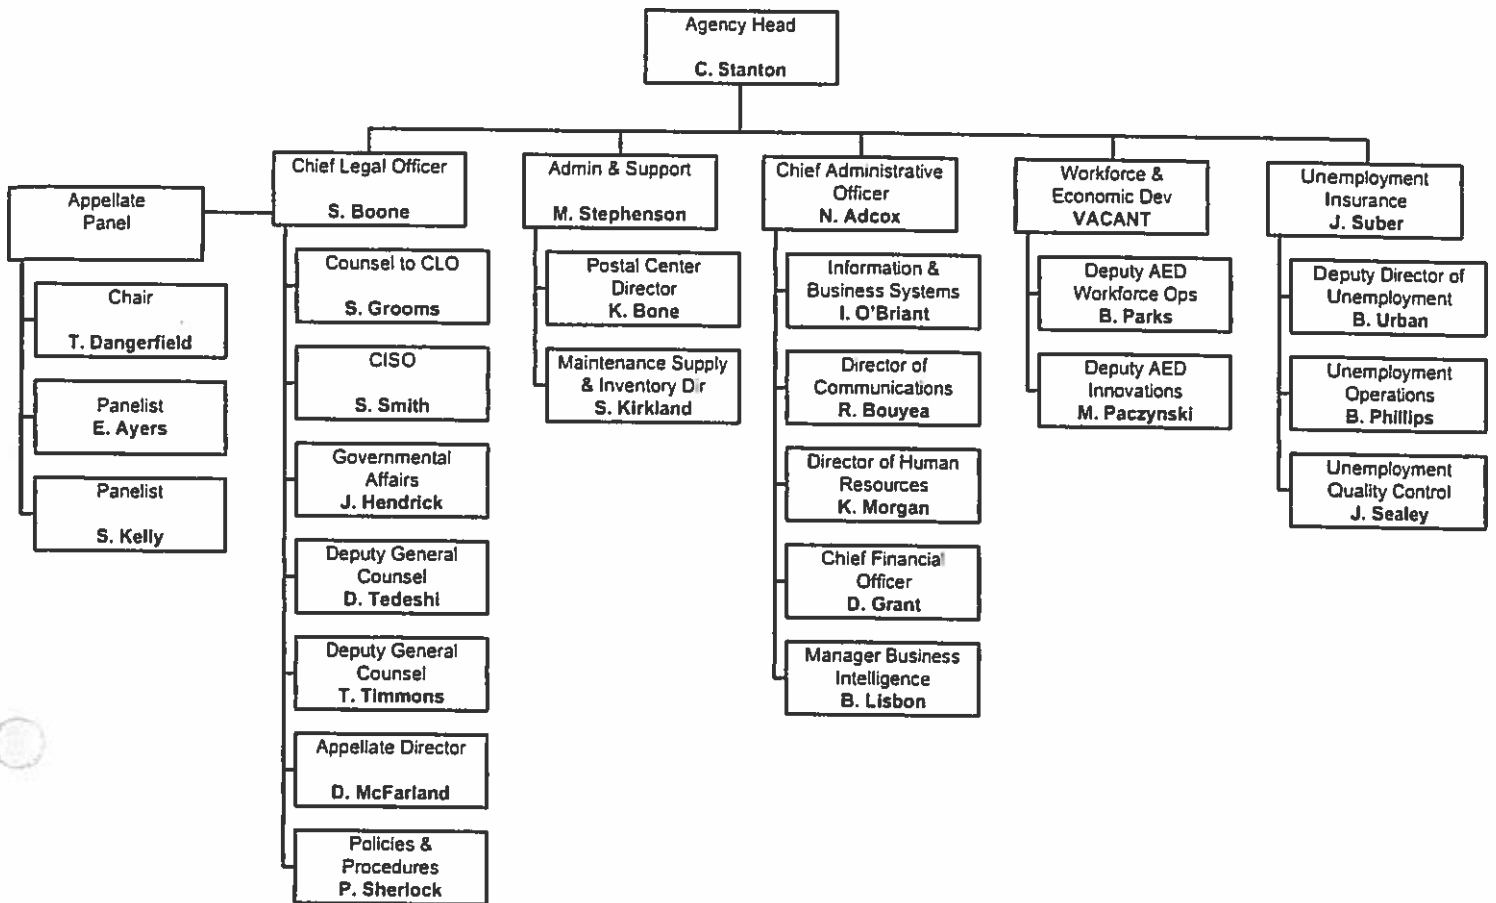 Agency Head
C. Stanton
Appellate
Panel
Chair
T. Dangerfield
Panelist
E. Ayers
Panelist
S. Kelly
Chief Legal Officer
S. Boone
Counsel to CLO
S. Grooms
CISO
S. Smith
Governmental
Affairs
J. Hendrick
Deputy General
Counsel
D. Tedeshi
Deputy General
Counsel
T. Timmons
Appellate Director
D. McFarland
Policies &
Procedures
P. Sherlock
Admin & Support
M. Stephenson
Postal Center
Director
K. Bone
Maintenance Supply
& Inventory Dir
S. Kirkland
Chief Administrative
Officer
N. Adcox
Information &
Business Systems
I. O'Briant
Director of
Communications
R. Bouyea
Director of Human
Resources
K. Morgan
Chief Financial
Officer
D. Grant
Manager Business
Intelligence
B. Lisbon
Workforce &
Economic Dev
VACANT
Deputy AED
Workforce Ops
B. Parks
Deputy AED
Innovations
M. Paczynski
Unemployment
Insurance
J. Suber
Deputy Director of
Unemployment
B. Urban
Unemployment
Operations
B. Phillips
Unemployment
Quality Control
J. Sealey